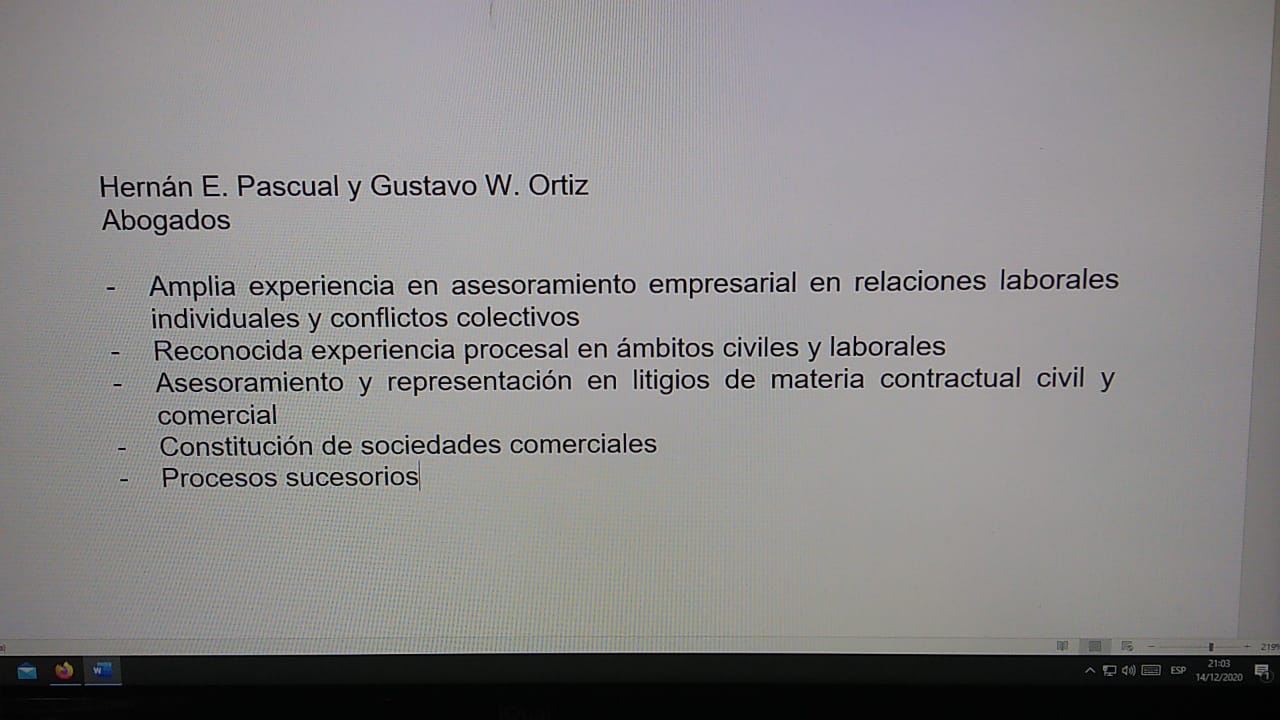 Hernán E. Pascual y Gustavo W. Ortiz
Abogados
- Amplia experiencia en asesoramiento empresarial en relaciones laborales
individuales y conflictos colectivos
- Reconocida experiencia procesal en ámbitos civiles y laborales
- Asesoramiento y representación en litigios de materia contractual civil y
comercial
- Constitución de sociedades comerciales
- Procesos sucesorios
219%
ESP
21:03
14/12/2020